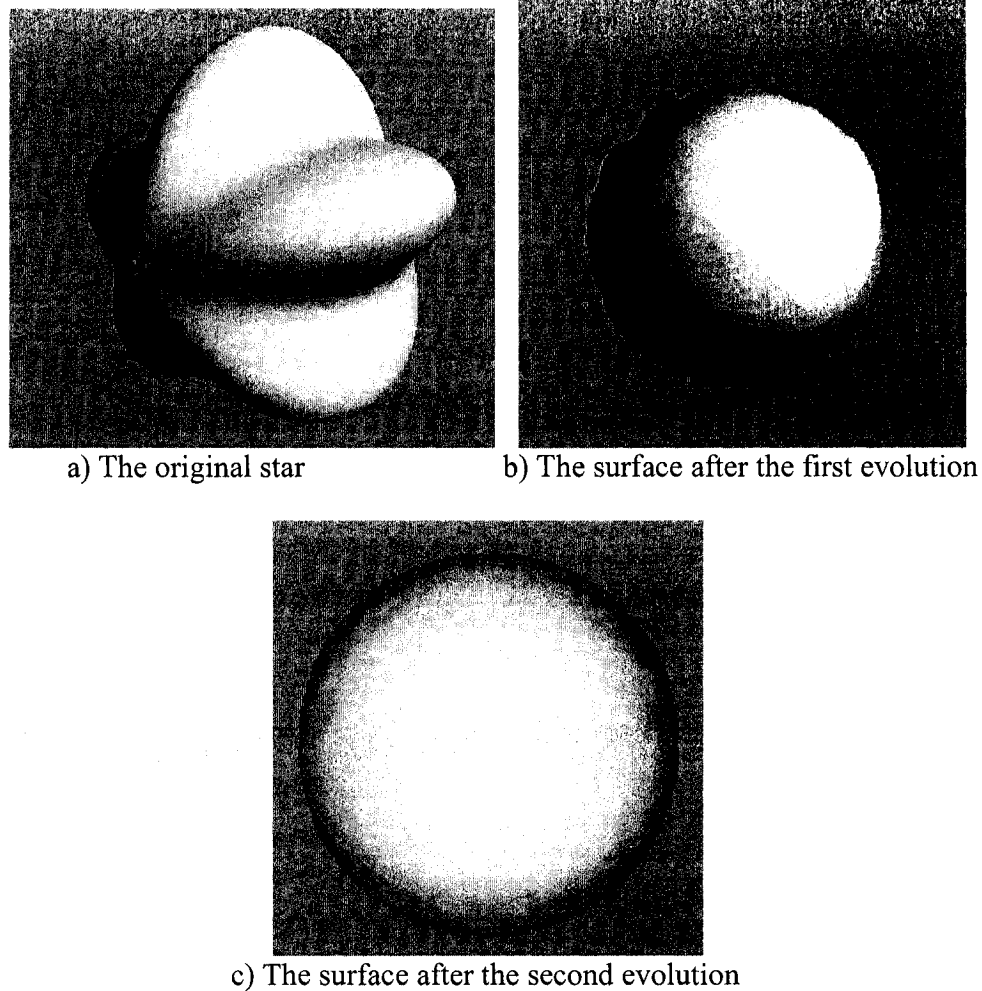 a) The original star
b) The surface after the first evolution
c) The surface after the second evolution